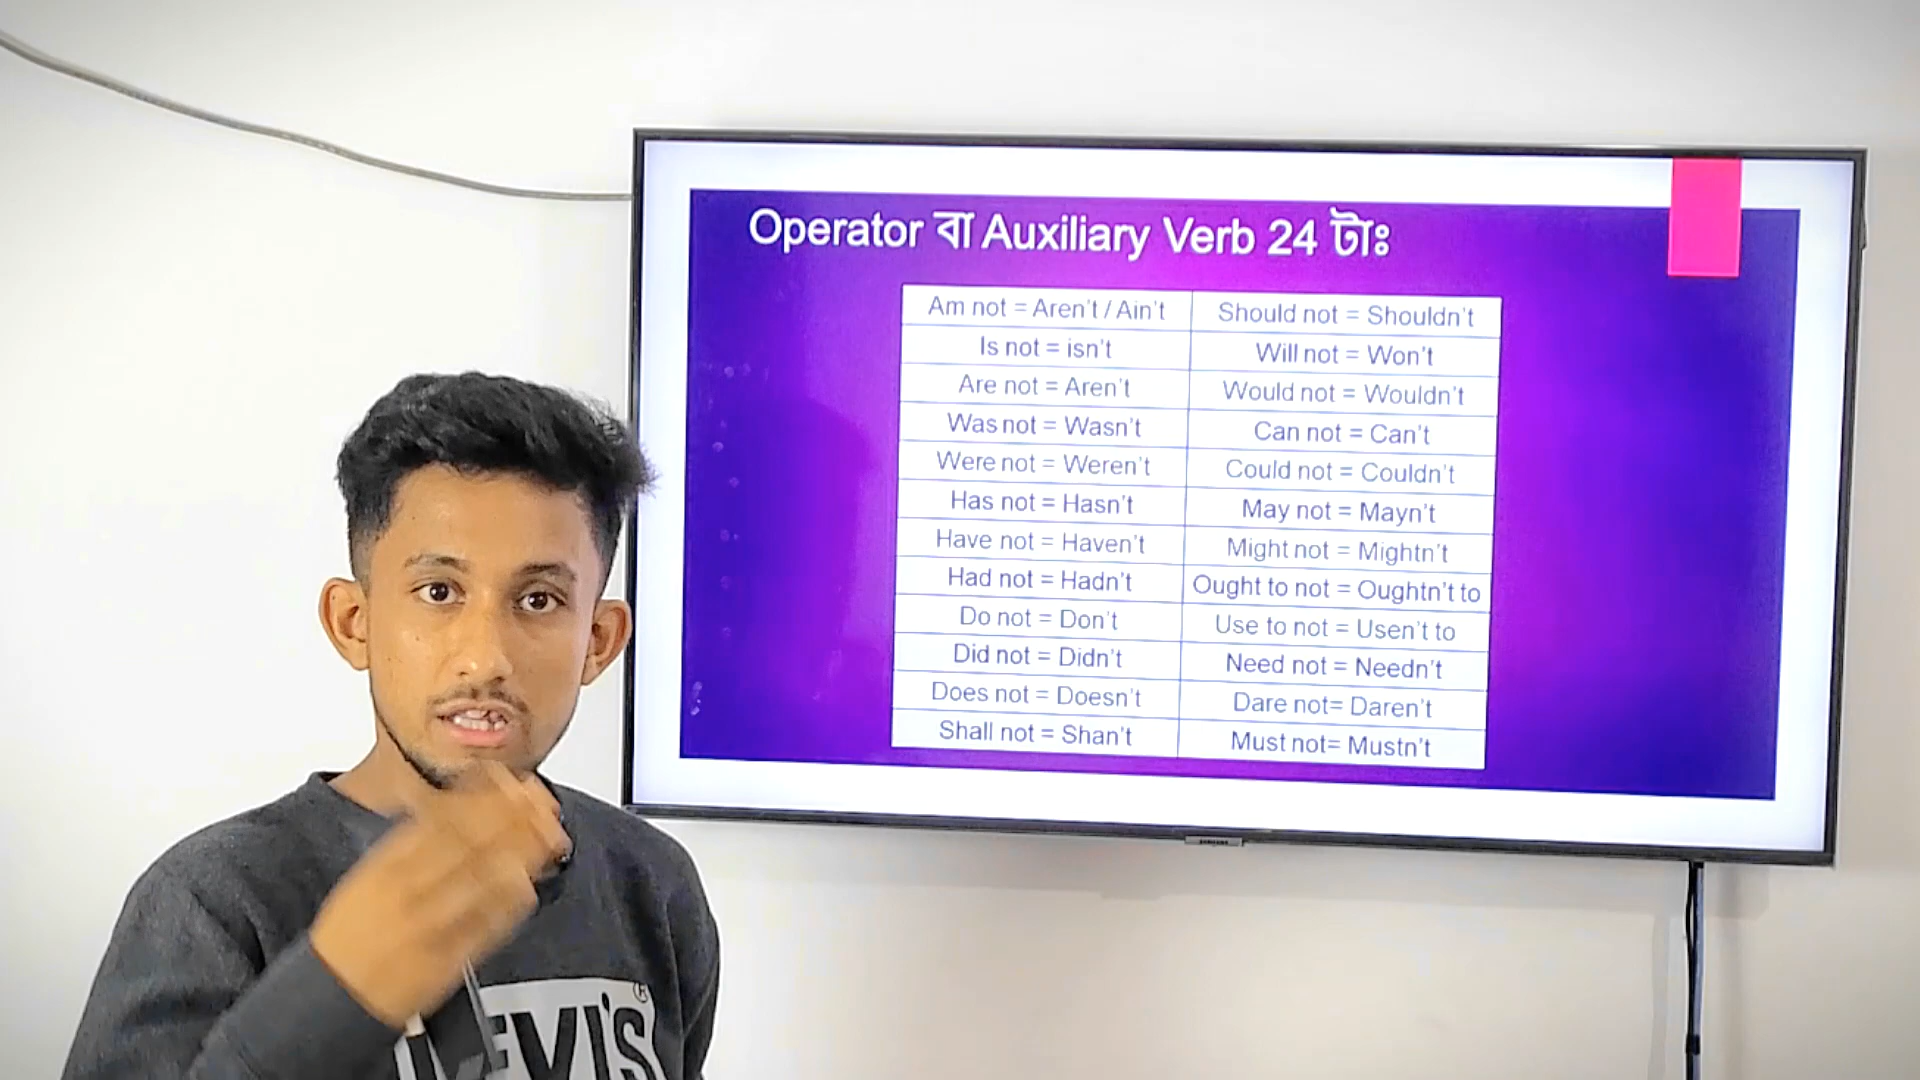 Operator বা Auxiliary Verb 24 টাঃ
Am not = Aren't / Ain't
Should not = Shouldn't
Is not = isn't
Will not = Won't
Are not = Aren't
Would not = Wouldn't
Was not = Wasn't
Can not = Can't
Were not = Weren't
Could not = Couldn't
Has not = Hasn't
May not = Mayn't
Have not = Haven't
Might not = Mightn't
Had not = Hadn't
Ought to not = Oughtn't to
Do not = Don't
Use to not = Usen't to
Did not = Didn't
Need not = Needn't
Does not = Doesn't
Dare not= Daren't
Shall not = Shan't
Must not= Mustn't
SAMSUNG
LEVI'S
®